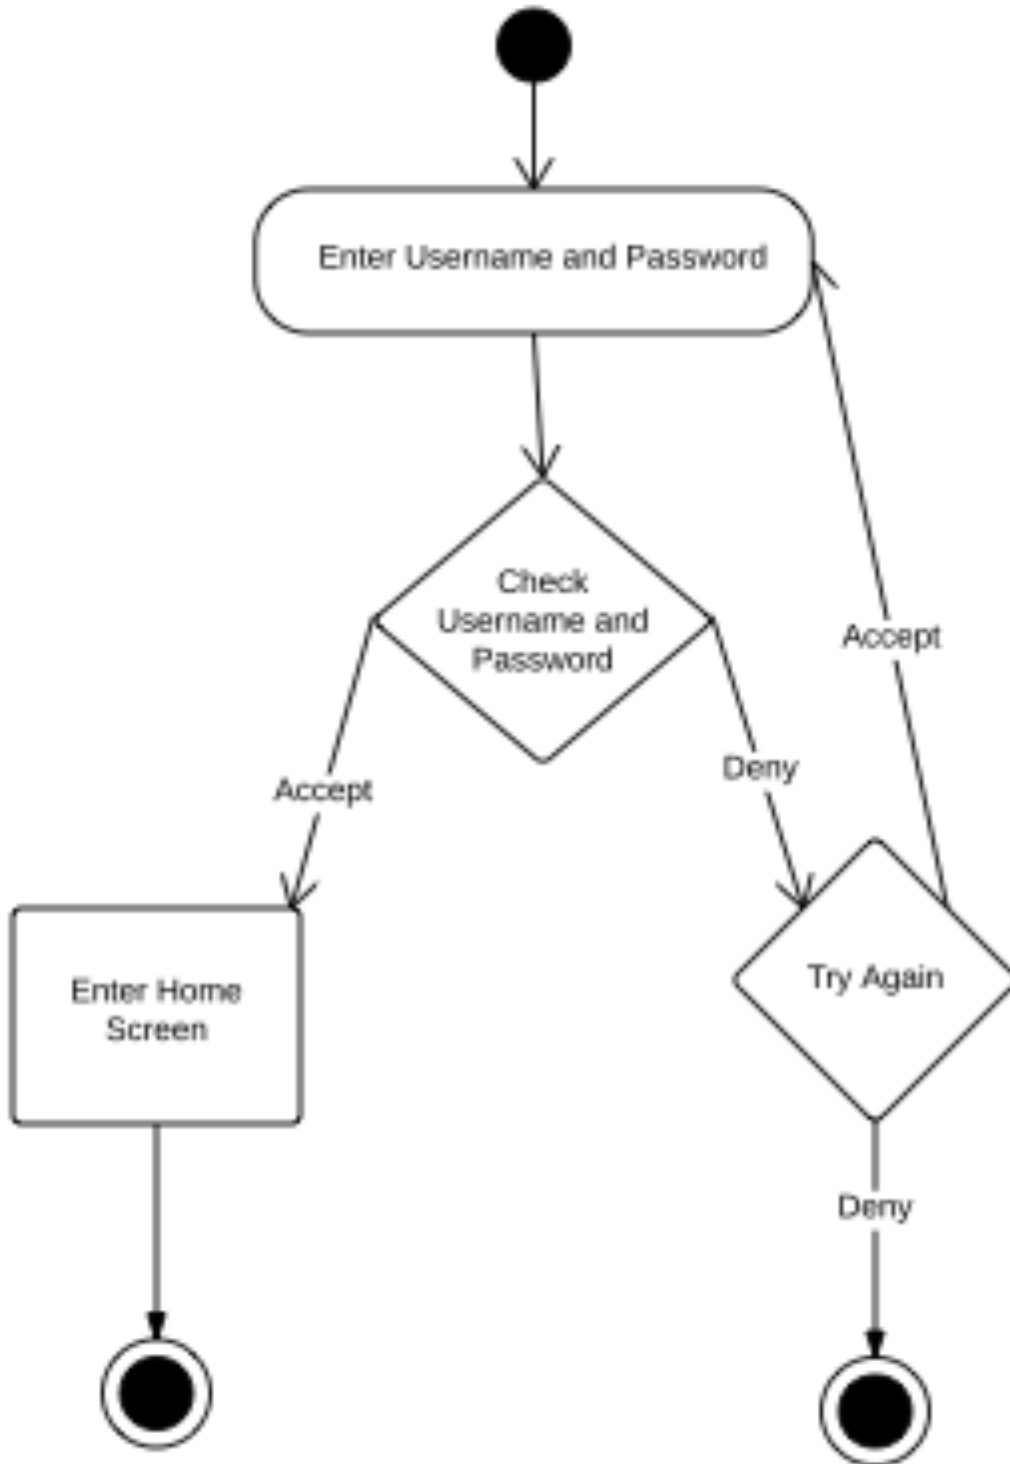 Enter Username and Password
Check
Username and
Password
Accept
Accept
Deny
Enter Home
Screen
Try Again
Deny